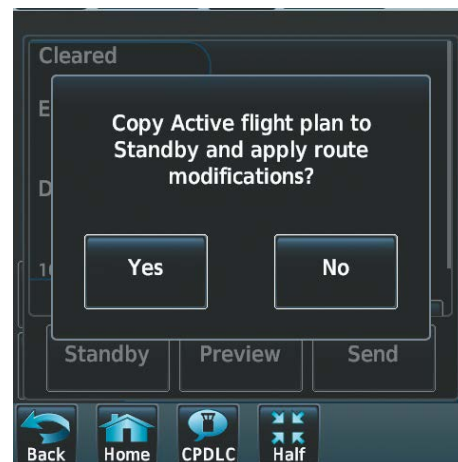 Cleared
E
Copy Active flight plan to
Standby and apply route
modifications?
D
Yes
No
Standby
Preview
Send
Back
Home
CPDLC
Half